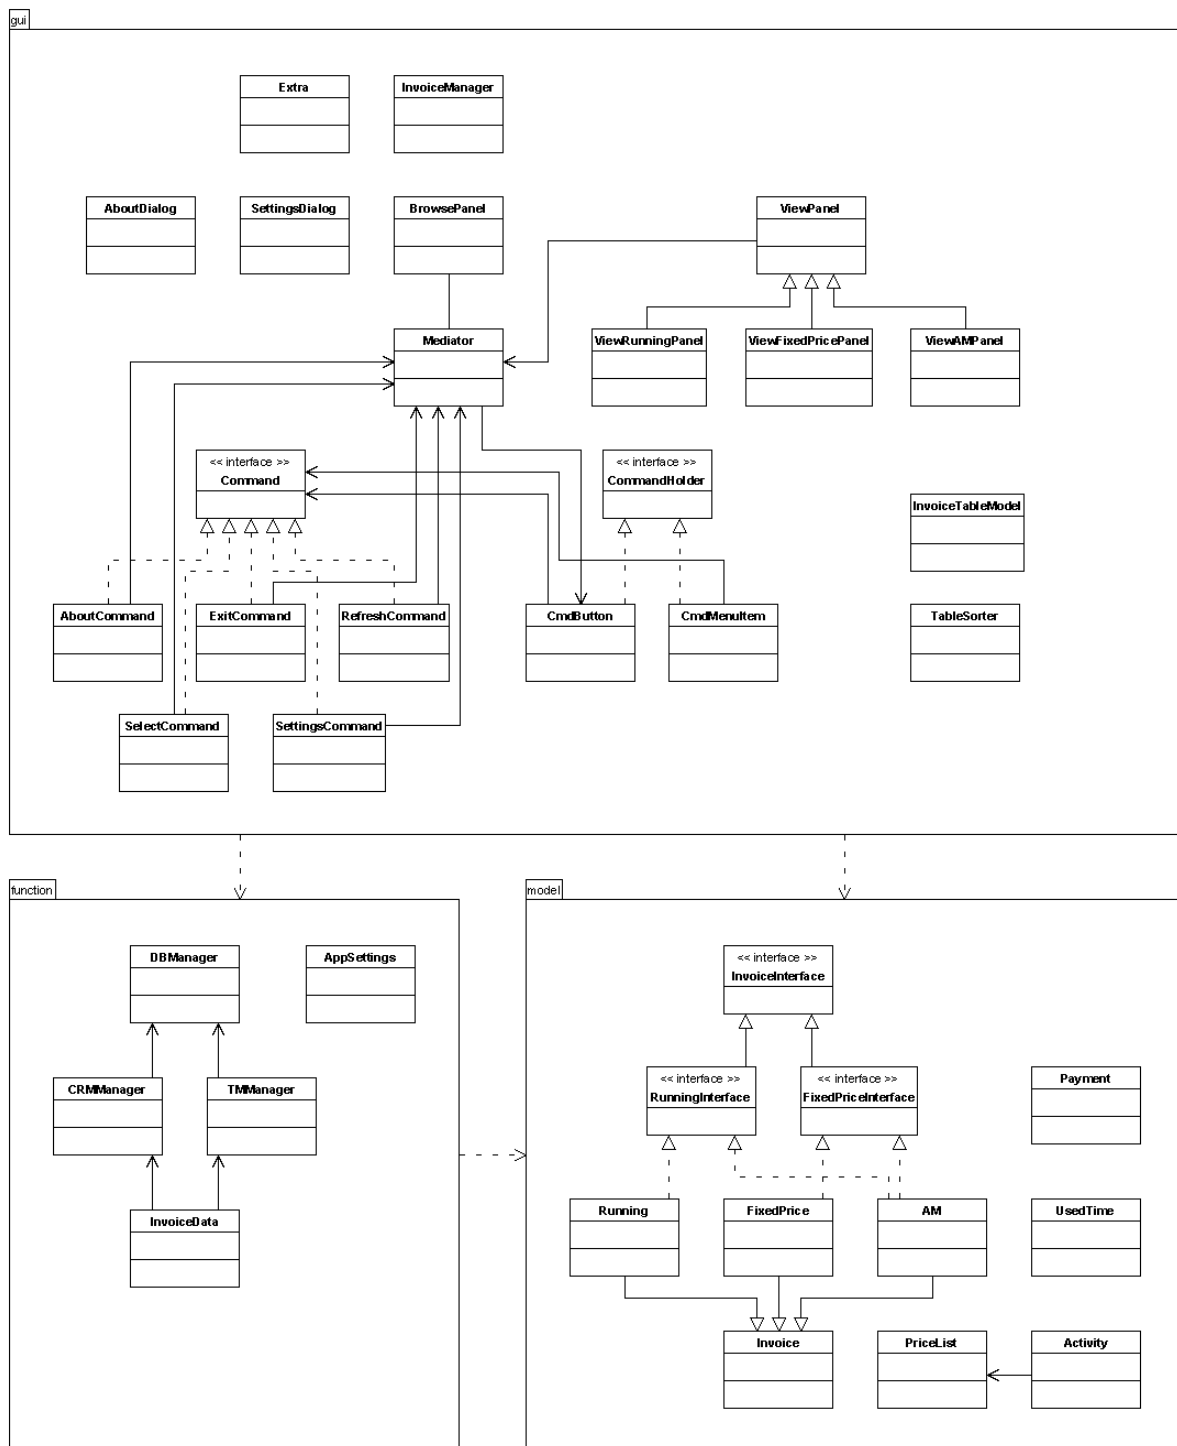 gui
Extra
InvoiceManager
AboutDialog
SettingsDialog
BrowsePanel
ViewPanel
Mediator
ViewRunningPanel
ViewFixedPricePanel
ViewAMPanel
<< interface >>
Command
<< interface >>
CommandHolder
InvoiceTableModel
AboutCommand
ExitCommand
RefreshCommand
CmdButton
CmdMenuItem
TableSorter
SelectCommand
SettingsCommand
function
DBManager
AppSettings
CRMManager
TMManager
InvoiceData
model
<< interface >>
InvoiceInterface
<< interface >>
RunningInterface
<< interface >>
FixedPriceInterface
Payment
Running
FixedPrice
AM
UsedTime
Invoice
PriceList
Activity